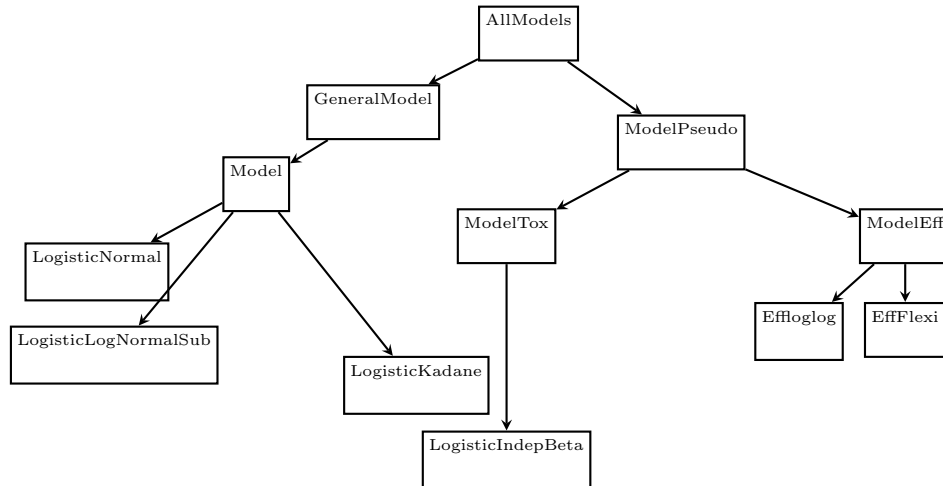 AllModels
GeneralModel
ModelPseudo
Model
ModelTox
ModelEff
LogisticNormal
Effloglog
EffFlexi
LogisticLogNormalSub
LogisticKadane
LogisticIndepBeta